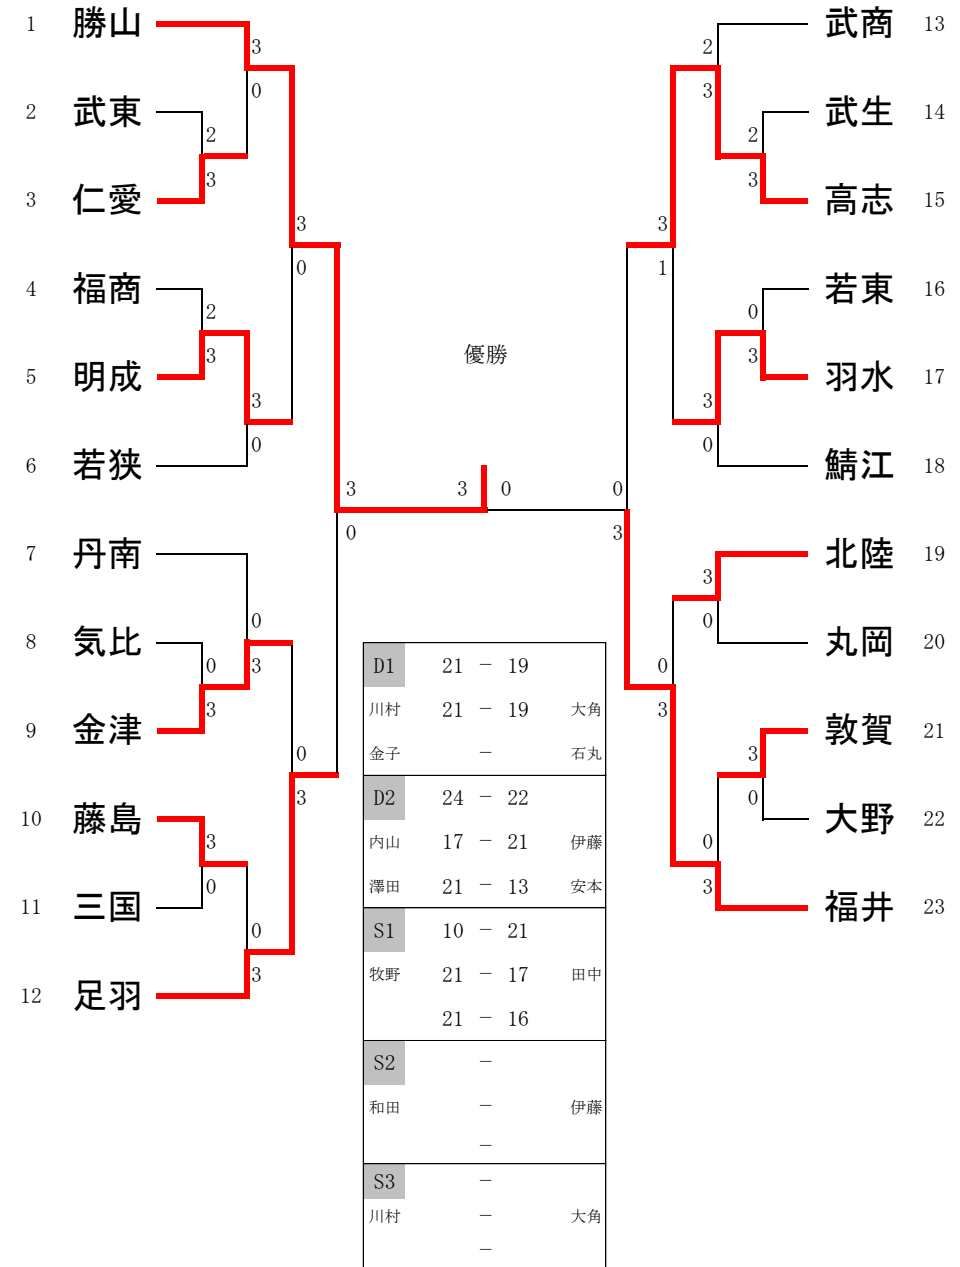 1 勝山
3
0
2 武東
2
3
3 仁愛
3
0
4 福商
2
3
5 明成
3
0
6 若狭
3
0
7 丹南
0
3
8 気比
0
3
9 金津
0
3
10 藤島
3
0
11 三国
0
3
12 足羽
優勝
3 0
武商 13
2
3
武生 14
2
3
高志 15
3
1
若東 16
0
3
羽水 17
3
0
鯖江 18
0
3
北陸 19
3
0
丸岡 20
0
3
敦賀 21
3
0
大野 22
0
3
福井 23
D1 21 － 19
川村 21 － 19 大角
金子 － 石丸
D2 24 － 22
内山 17 － 21 伊藤
澤田 21 － 13 安本
S1 10 － 21
牧野 21 － 17 田中
21 － 16
S2 －
和田 － 伊藤
－
S3 －
川村 － 大角
－